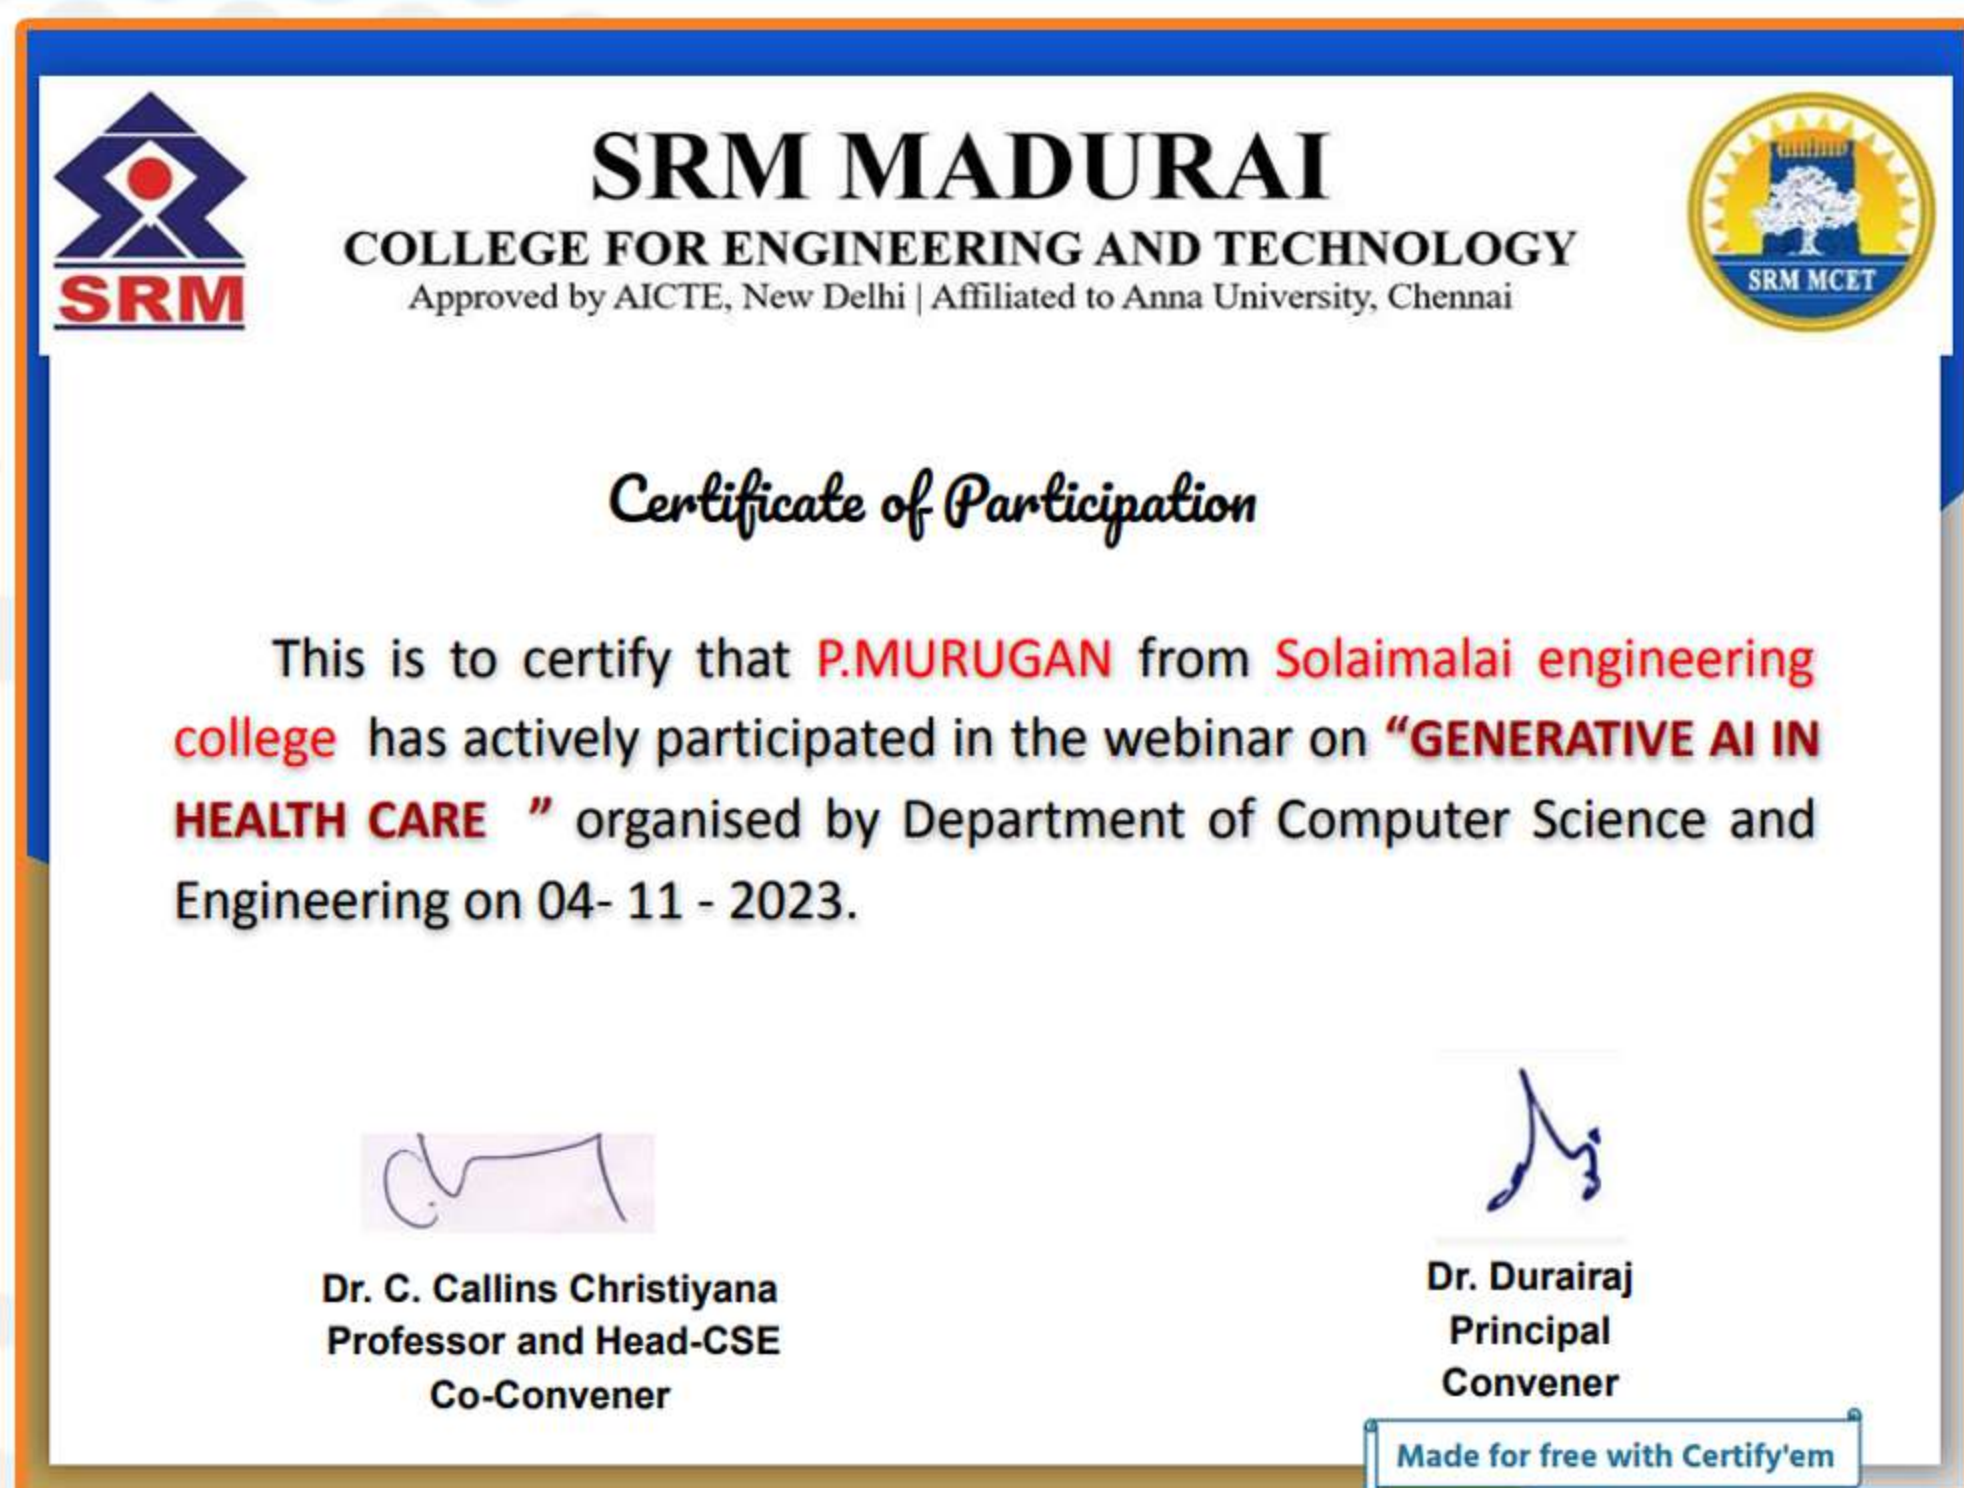 SRM
SRM MADURAI
COLLEGE FOR ENGINEERING AND TECHNOLOGY
Approved by AICTE, New Delhi | Affiliated to Anna University, Chennai
SRM MCET
Certificate of Participation
This is to certify that P.MURUGAN from Solaimalai engineering
college has actively participated in the webinar on “GENERATIVE AI IN
HEALTH CARE ” organised by Department of Computer Science and
Engineering on 04- 11 - 2023.
Dr. C. Callins Christiyana
Professor and Head-CSE
Co-Convener
Dr. Durairaj
Principal
Convener
Made for free with Certify'em